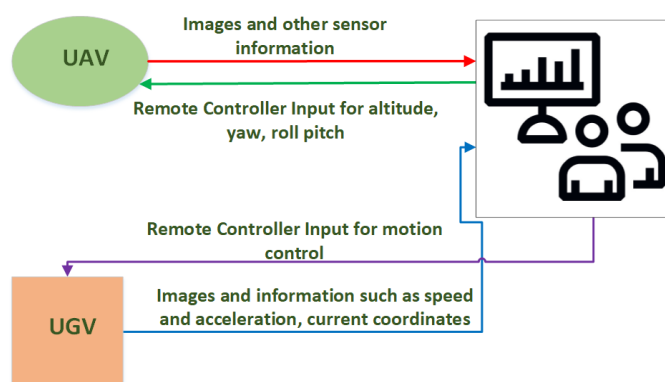 Images and other sensor
information
UAV
Remote Controller Input for altitude,
yaw, roll pitch
Remote Controller Input for motion
control
Images and information such as speed
and acceleration, current coordinates
UGV